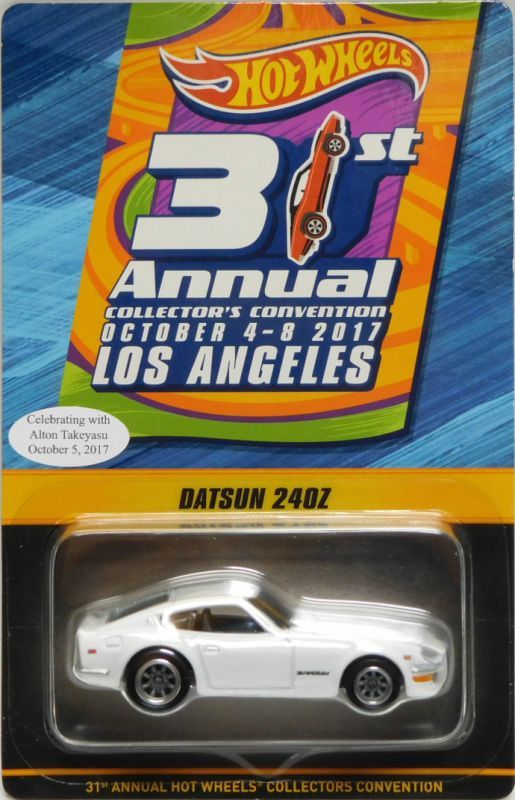 HOT WHEELS
31st
Annual
COLLECTOR'S CONVENTION
OCTOBER 4-8 2017
LOS ANGELES
Celebrating with
Alton Takeyasu
October 5, 2017
DATSUN 240Z
DATSUN
31st ANNUAL HOT WHEELS® COLLECTORS CONVENTION